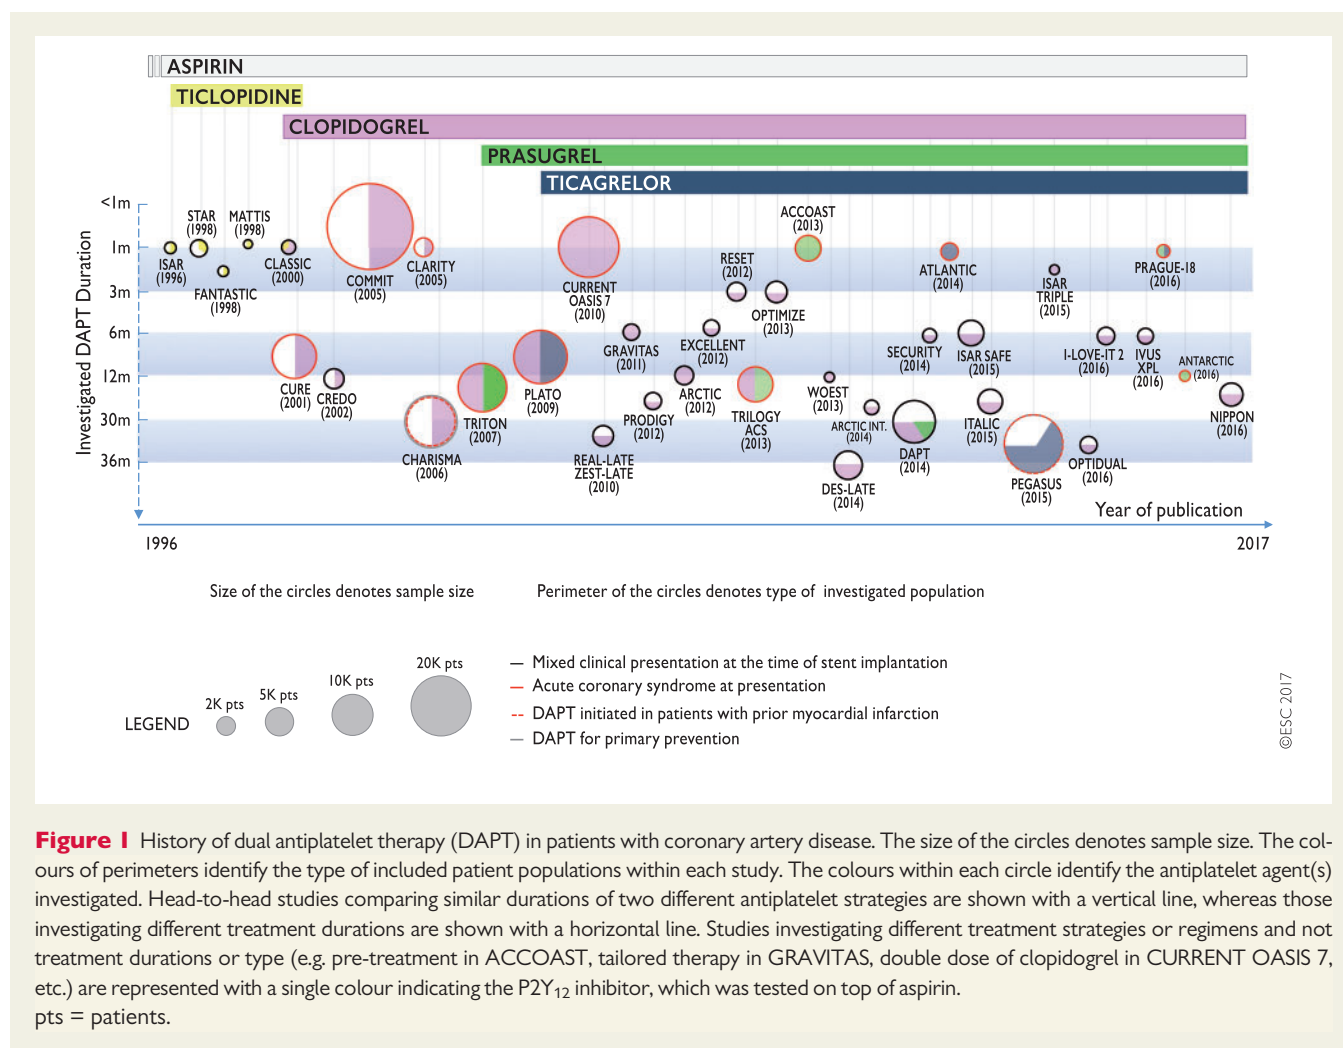 ASPIRIN
TICLOPIDINE
CLOPIDOGREL
PRASUGREL
TICAGRELOR
Investigated DAPT Duration
<1m
1m
3m
6m
12m
30m
36m
ISAR
(1996)
STAR
(1998)
FANTASTIC
(1998)
MATTIS
(1998)
CLASSIC
(2000)
COMMIT
(2005)
CLARITY
(2005)
CURE
(2001)
CREDO
(2002)
CHARISMA
(2006)
TRITON
(2007)
PLATO
(2009)
CURRENT
OASIS 7
(2010)
REAL-LATE
ZEST-LATE
(2010)
GRAVITAS
(2011)
PRODIGY
(2012)
ARCTIC
(2012)
EXCELLENT
(2012)
RESET
(2012)
OPTIMIZE
(2013)
TRILOGY
ACS
(2013)
ACCOAST
(2013)
WOEST
(2013)
DES-LATE
(2014)
ARCTIC INT.
(2014)
DAPT
(2014)
SECURITY
(2014)
ATLANTIC
(2014)
ISAR SAFE
(2015)
ITALIC
(2015)
PEGASUS
(2015)
ISAR
TRIPLE
(2015)
OPTIDUAL
(2016)
I-LOVE-IT 2
(2016)
IVUS
XPL
(2016)
PRAGUE-18
(2016)
ANTARCTIC
(2016)
NIPPON
(2016)
Year of publication
1996
2017
Size of the circles denotes sample size
Perimeter of the circles denotes type of investigated population
LEGEND
2K pts
5K pts
10K pts
20K pts
Mixed clinical presentation at the time of stent implantation
Acute coronary syndrome at presentation
DAPT initiated in patients with prior myocardial infarction
DAPT for primary prevention
©ESC 2017
Figure 1 History of dual antiplatelet therapy (DAPT) in patients with coronary artery disease. The size of the circles denotes sample size. The col-
ours of perimeters identify the type of included patient populations within each study. The colours within each circle identify the antiplatelet agent(s)
investigated. Head-to-head studies comparing similar durations of two different antiplatelet strategies are shown with a vertical line, whereas those
investigating different treatment durations are shown with a horizontal line. Studies investigating different treatment strategies or regimens and not
treatment durations or type (e.g. pre-treatment in ACCOAST, tailored therapy in GRAVITAS, double dose of clopidogrel in CURRENT OASIS 7,
etc.) are represented with a single colour indicating the P2Y12 inhibitor, which was tested on top of aspirin.
pts = patients.